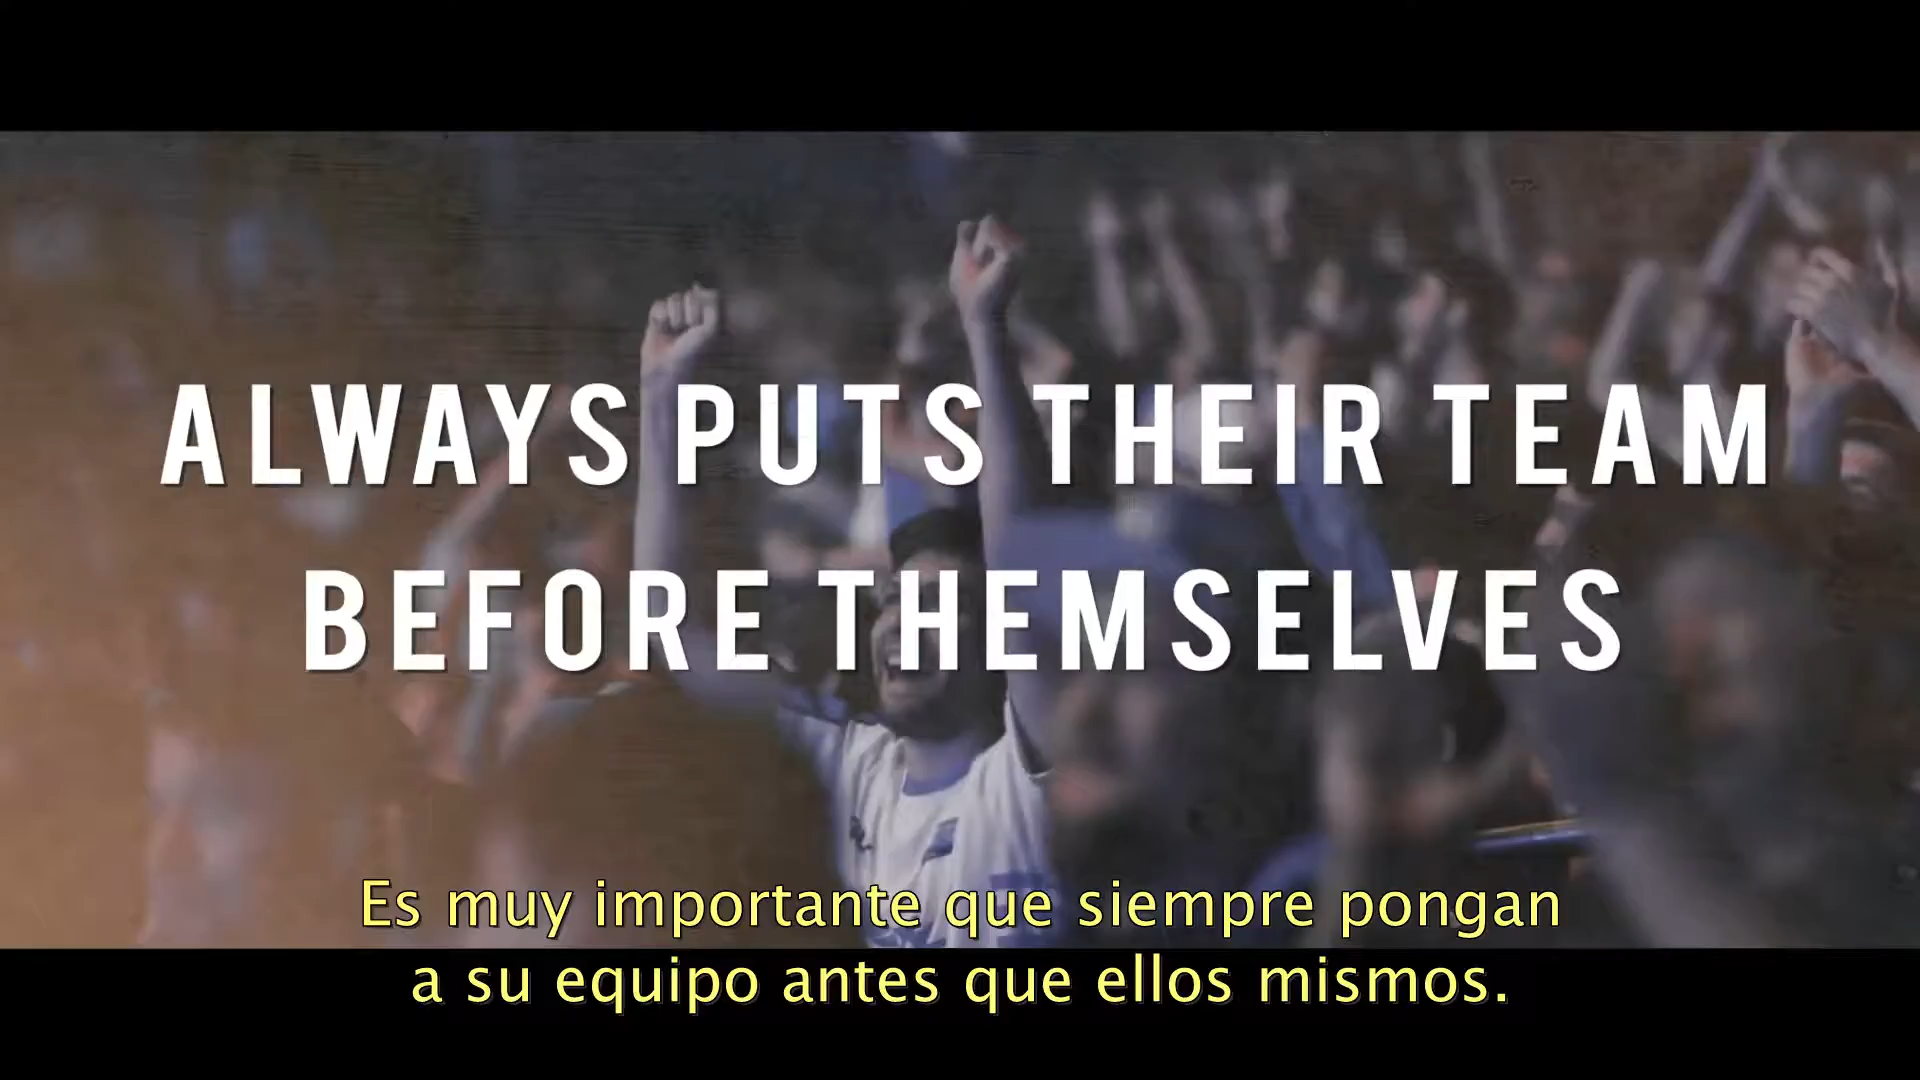 ALWAYS PUTS THEIR TEAM
BEFORE THEMSELVES
Es muy importante que siempre pongan
a su equipo antes que ellos mismos.